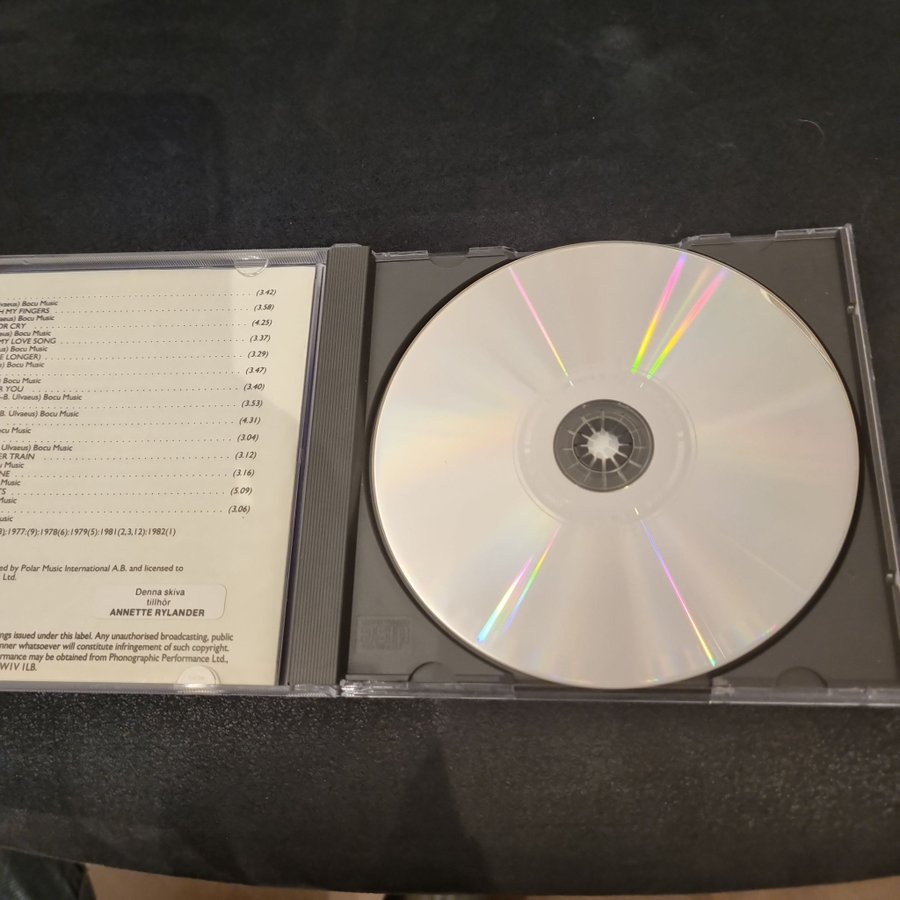 (3.42)
lvaeus) Bocu Music
H MY FINGERS (3.58)
vaeus) Bocu Music
OR CRY (4.25)
eus) Bocu Music
MY LOVE SONG (3.37)
eus) Bocu Music
E LONGER) (3.29)
us) Bocu Music
(3.47)
) Bocu Music
R YOU (3.40)
-B. Ulvaeus) Bocu Music
(3.53)
B. Ulvaeus) Bocu Music
(4.31)
ocu Music
(3.04)
Ulvaeus) Bocu Music
ER TRAIN (3.12)
u Music
NE (3.16)
Music
TS (5.09)
Music
(3.06)
usic
):1977:(9):1978(6):1979(5):1981(2,3,12):1982(1)
ed by Polar Music International A.B. and licensed to
Ltd.
Denna skiva
tillhör
ANNETTE RYLANDER
ngs issued under this label. Any unauthorised broadcasting, public
nner whatsoever will constitute infringement of such copyright.
ormance may be obtained from Phonographic Performance Ltd.,
W1V 1LB.